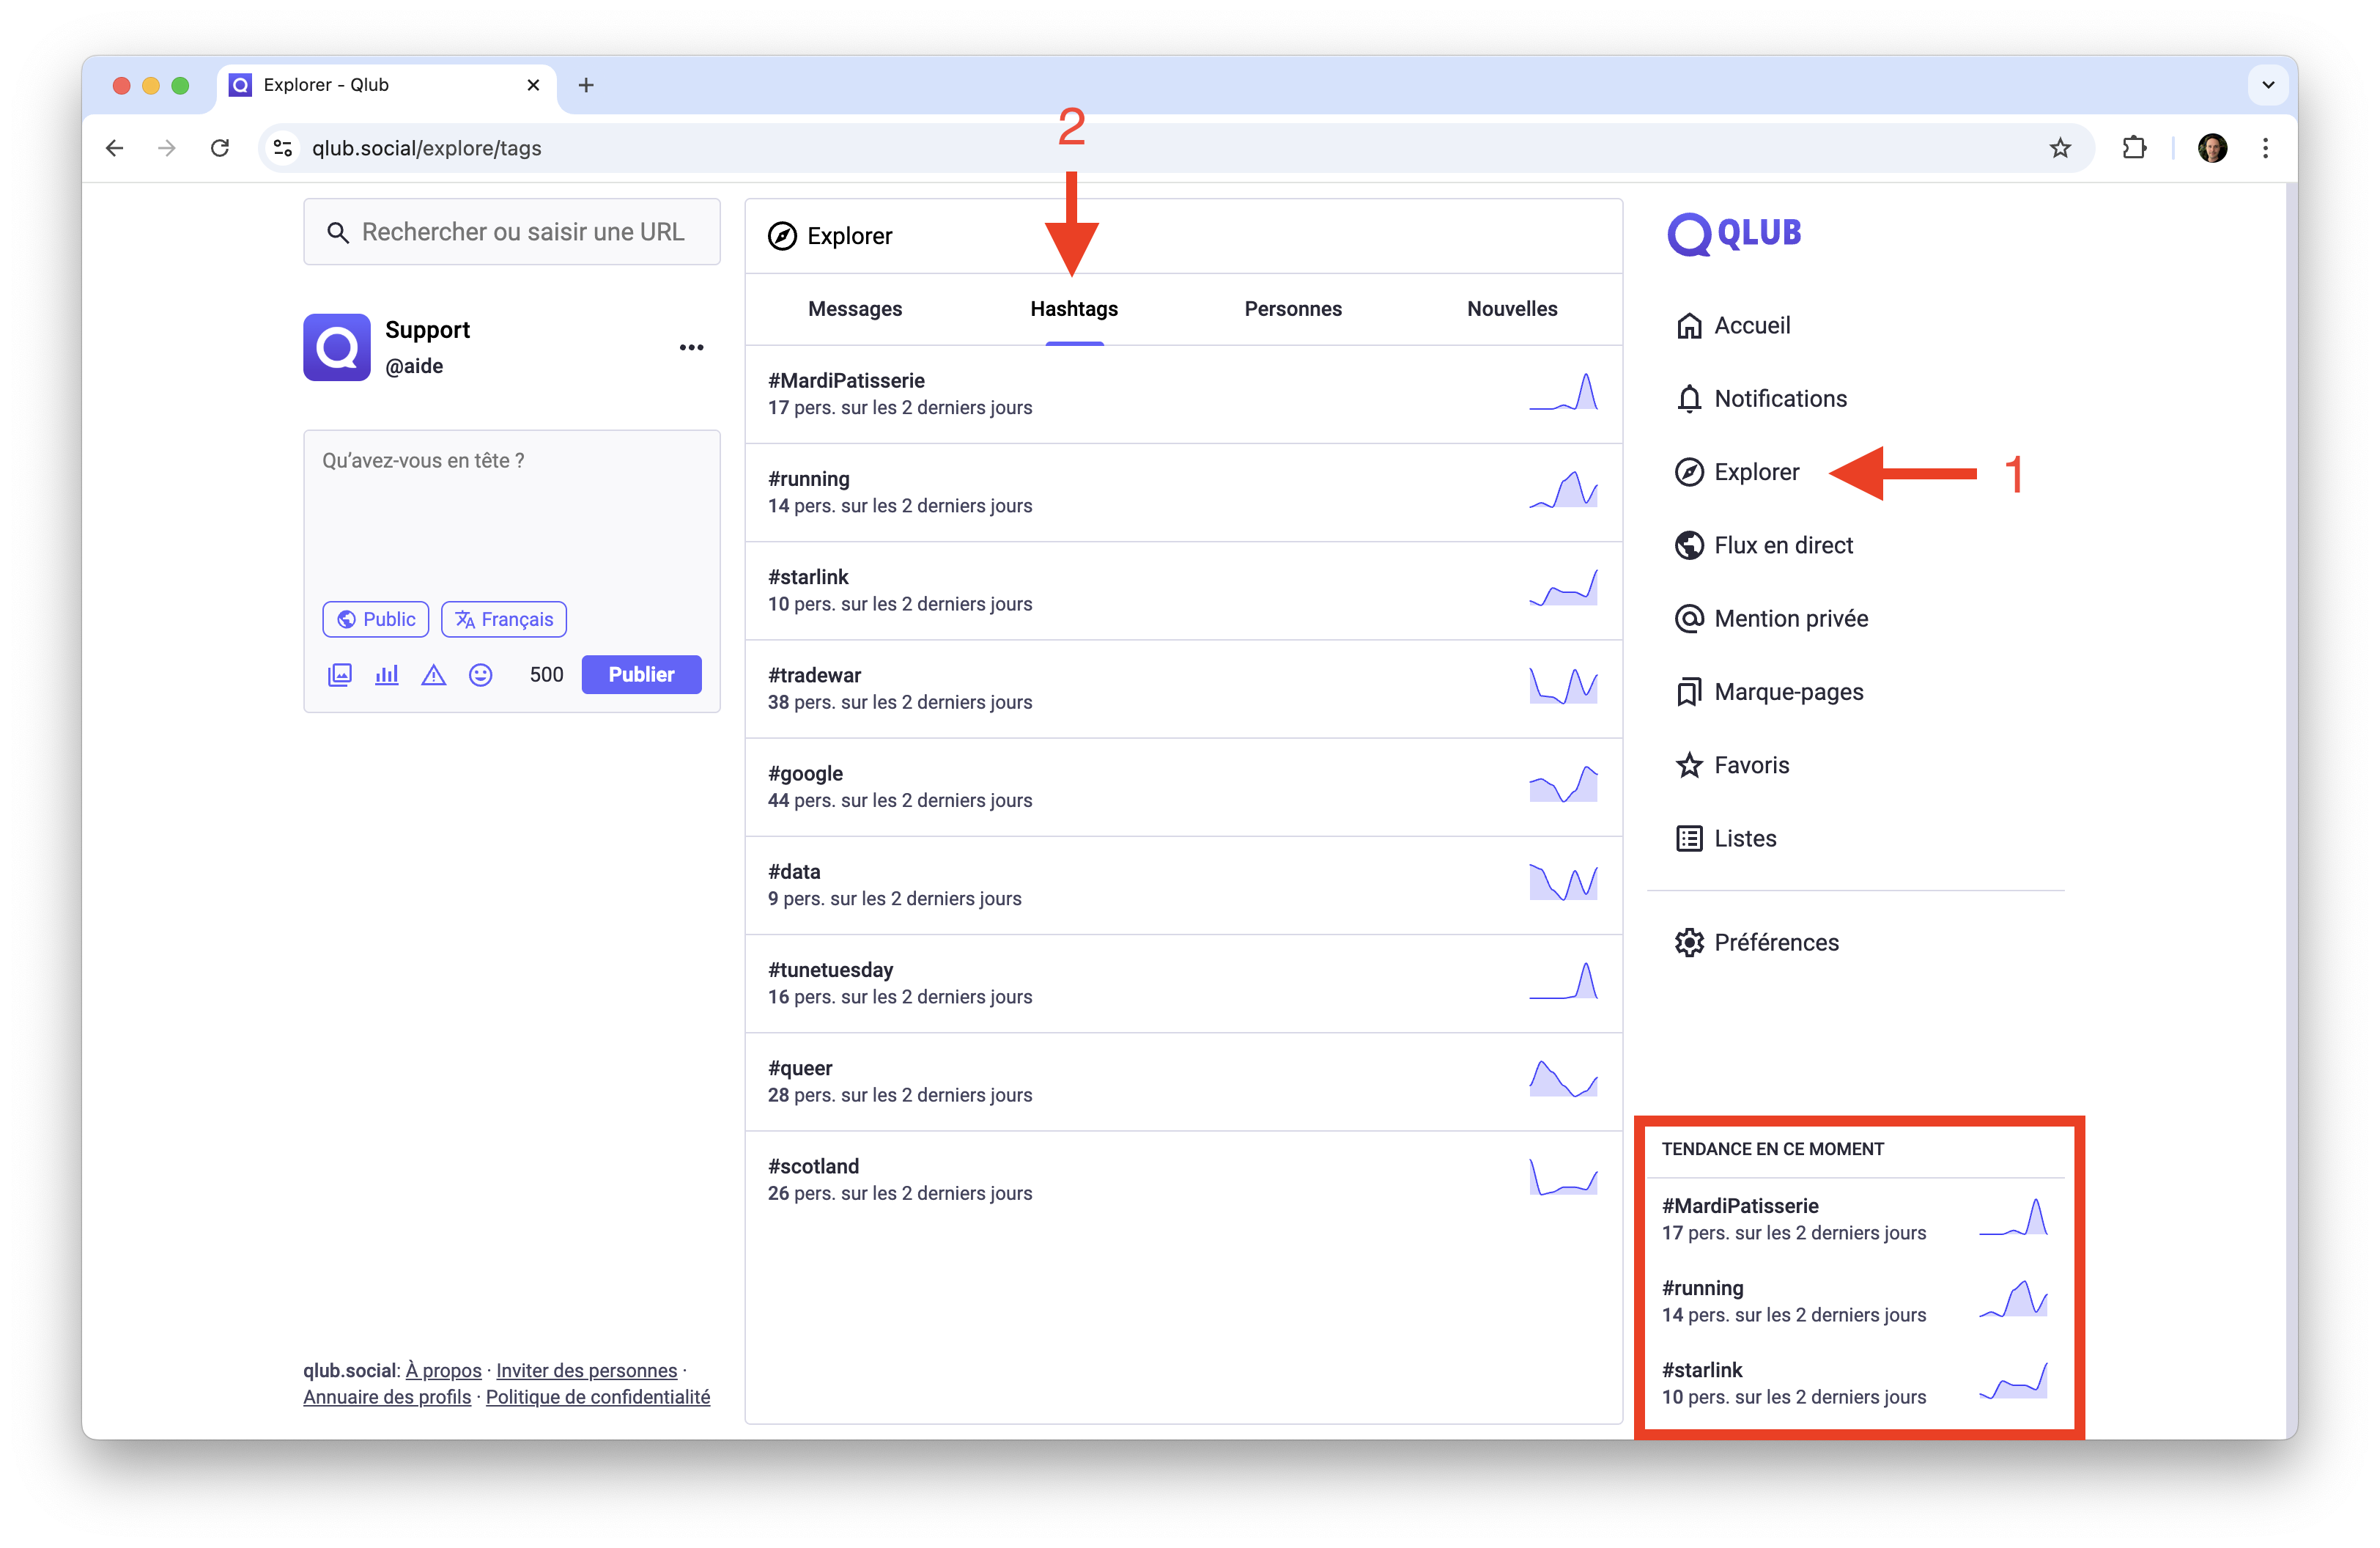 Explorer - Qlub
2
qlub.social/explore/tags
Rechercher ou saisir une URL
Support
@aide
Qu’avez-vous en tête ?
Public
Français
500
Publier
qlub.social: À propos · Inviter des personnes ·
Annuaire des profils · Politique de confidentialité
Explorer
Messages
Hashtags
Personnes
Nouvelles
#MardiPatisserie
17 pers. sur les 2 derniers jours
#running
14 pers. sur les 2 derniers jours
#starlink
10 pers. sur les 2 derniers jours
#tradewar
38 pers. sur les 2 derniers jours
#google
44 pers. sur les 2 derniers jours
#data
9 pers. sur les 2 derniers jours
#tunetuesday
16 pers. sur les 2 derniers jours
#queer
28 pers. sur les 2 derniers jours
#scotland
26 pers. sur les 2 derniers jours
QLUB
Accueil
Notifications
Explorer
1
Flux en direct
Mention privée
Marque-pages
Favoris
Listes
Préférences
TENDANCE EN CE MOMENT
#MardiPatisserie
17 pers. sur les 2 derniers jours
#running
14 pers. sur les 2 derniers jours
#starlink
10 pers. sur les 2 derniers jours